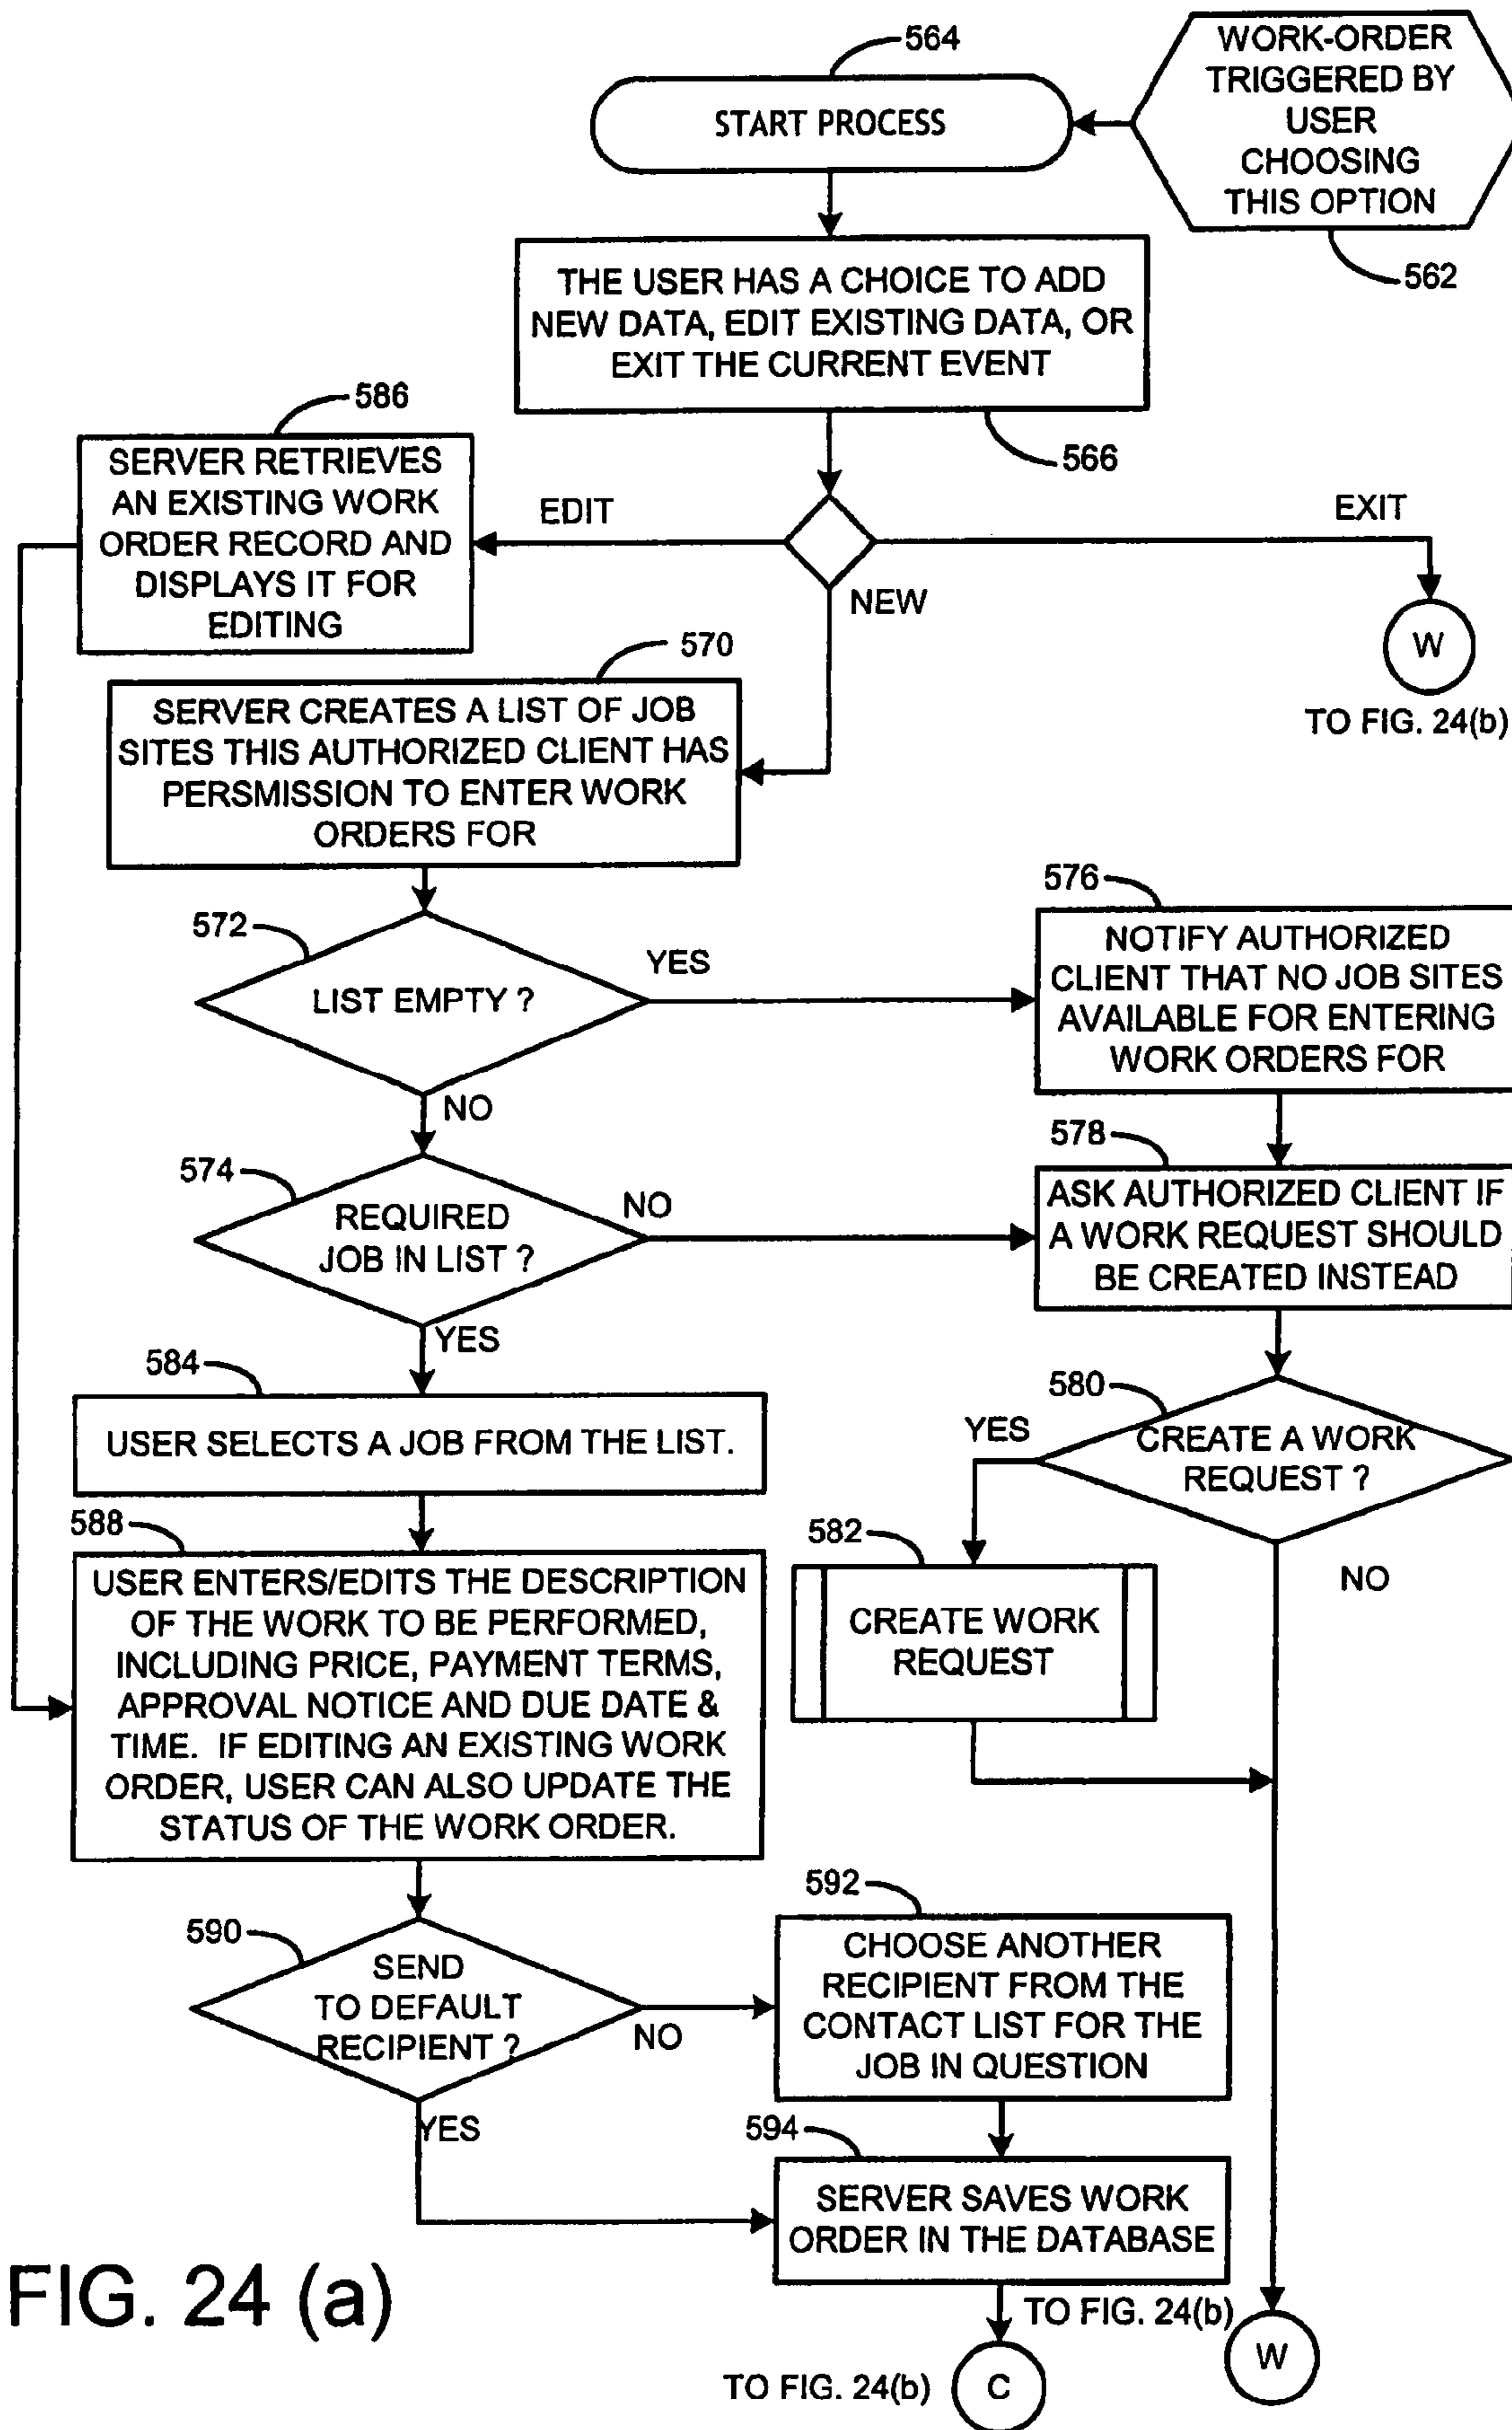 564
START PROCESS
WORK-ORDER
TRIGGERED BY
USER
CHOOSING
THIS OPTION
562
THE USER HAS A CHOICE TO ADD
NEW DATA, EDIT EXISTING DATA, OR
EXIT THE CURRENT EVENT
566
586
SERVER RETRIEVES
AN EXISTING WORK
ORDER RECORD AND
DISPLAYS IT FOR
EDITING
EDIT
EXIT
NEW
W
TO FIG. 24(b)
570
SERVER CREATES A LIST OF JOB
SITES THIS AUTHORIZED CLIENT HAS
PERSMISSION TO ENTER WORK
ORDERS FOR
572
LIST EMPTY ?
YES
NO
576
NOTIFY AUTHORIZED
CLIENT THAT NO JOB SITES
AVAILABLE FOR ENTERING
WORK ORDERS FOR
574
REQUIRED
JOB IN LIST ?
NO
YES
578
ASK AUTHORIZED CLIENT IF
A WORK REQUEST SHOULD
BE CREATED INSTEAD
584
USER SELECTS A JOB FROM THE LIST.
580
CREATE A WORK
REQUEST ?
YES
NO
582
CREATE WORK
REQUEST
588
USER ENTERS/EDITS THE DESCRIPTION
OF THE WORK TO BE PERFORMED,
INCLUDING PRICE, PAYMENT TERMS,
APPROVAL NOTICE AND DUE DATE &
TIME. IF EDITING AN EXISTING WORK
ORDER, USER CAN ALSO UPDATE THE
STATUS OF THE WORK ORDER.
590
SEND
TO DEFAULT
RECIPIENT ?
NO
YES
592
CHOOSE ANOTHER
RECIPIENT FROM THE
CONTACT LIST FOR THE
JOB IN QUESTION
594
SERVER SAVES WORK
ORDER IN THE DATABASE
FIG. 24 (a)
TO FIG. 24(b)
W
TO FIG. 24(b)
C